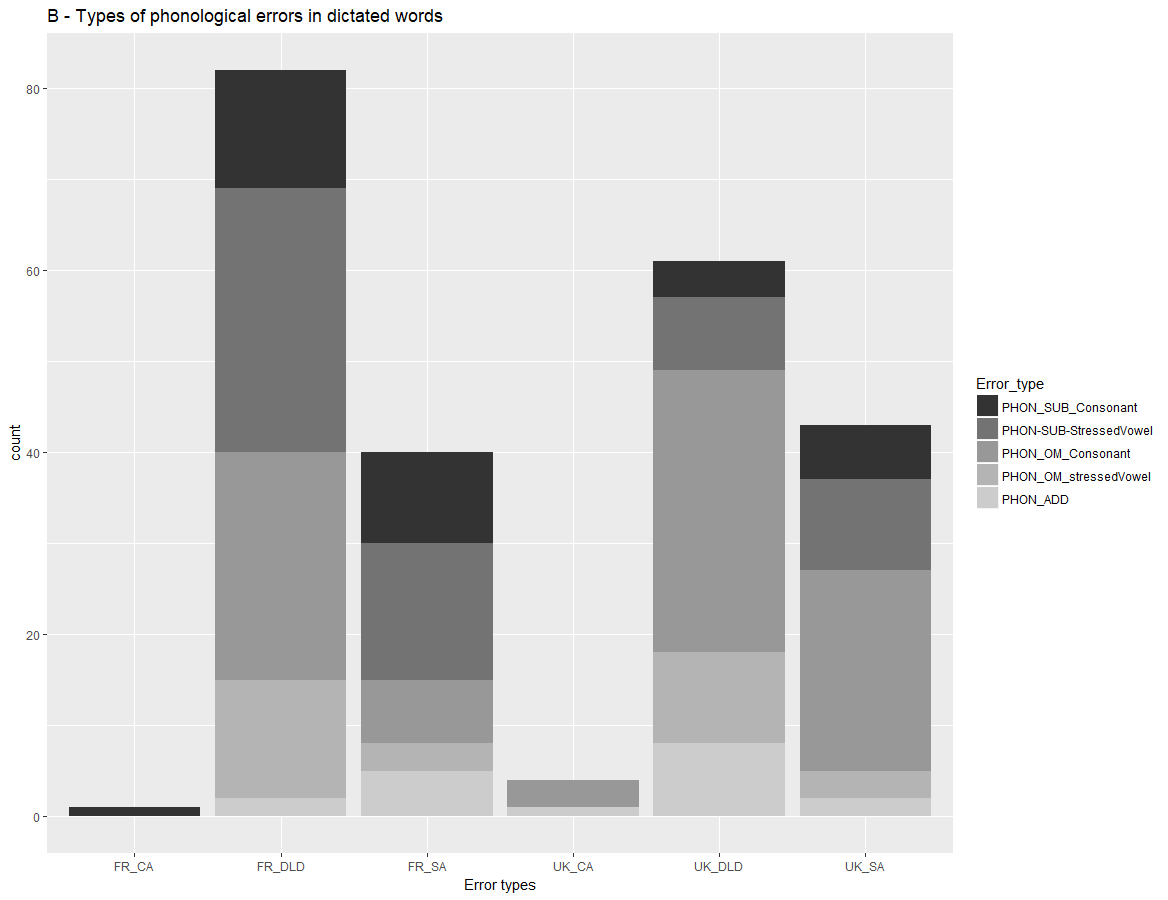 B - Types of phonological errors in dictated words
80
60
40
20
0
count
FR_CA
FR_DLD
FR_SA
UK_CA
UK_DLD
UK_SA
Error types
Error_type
PHON_SUB_Consonant
PHON-SUB-StressedVowel
PHON_OM_Consonant
PHON_OM_stressedVowel
PHON_ADD